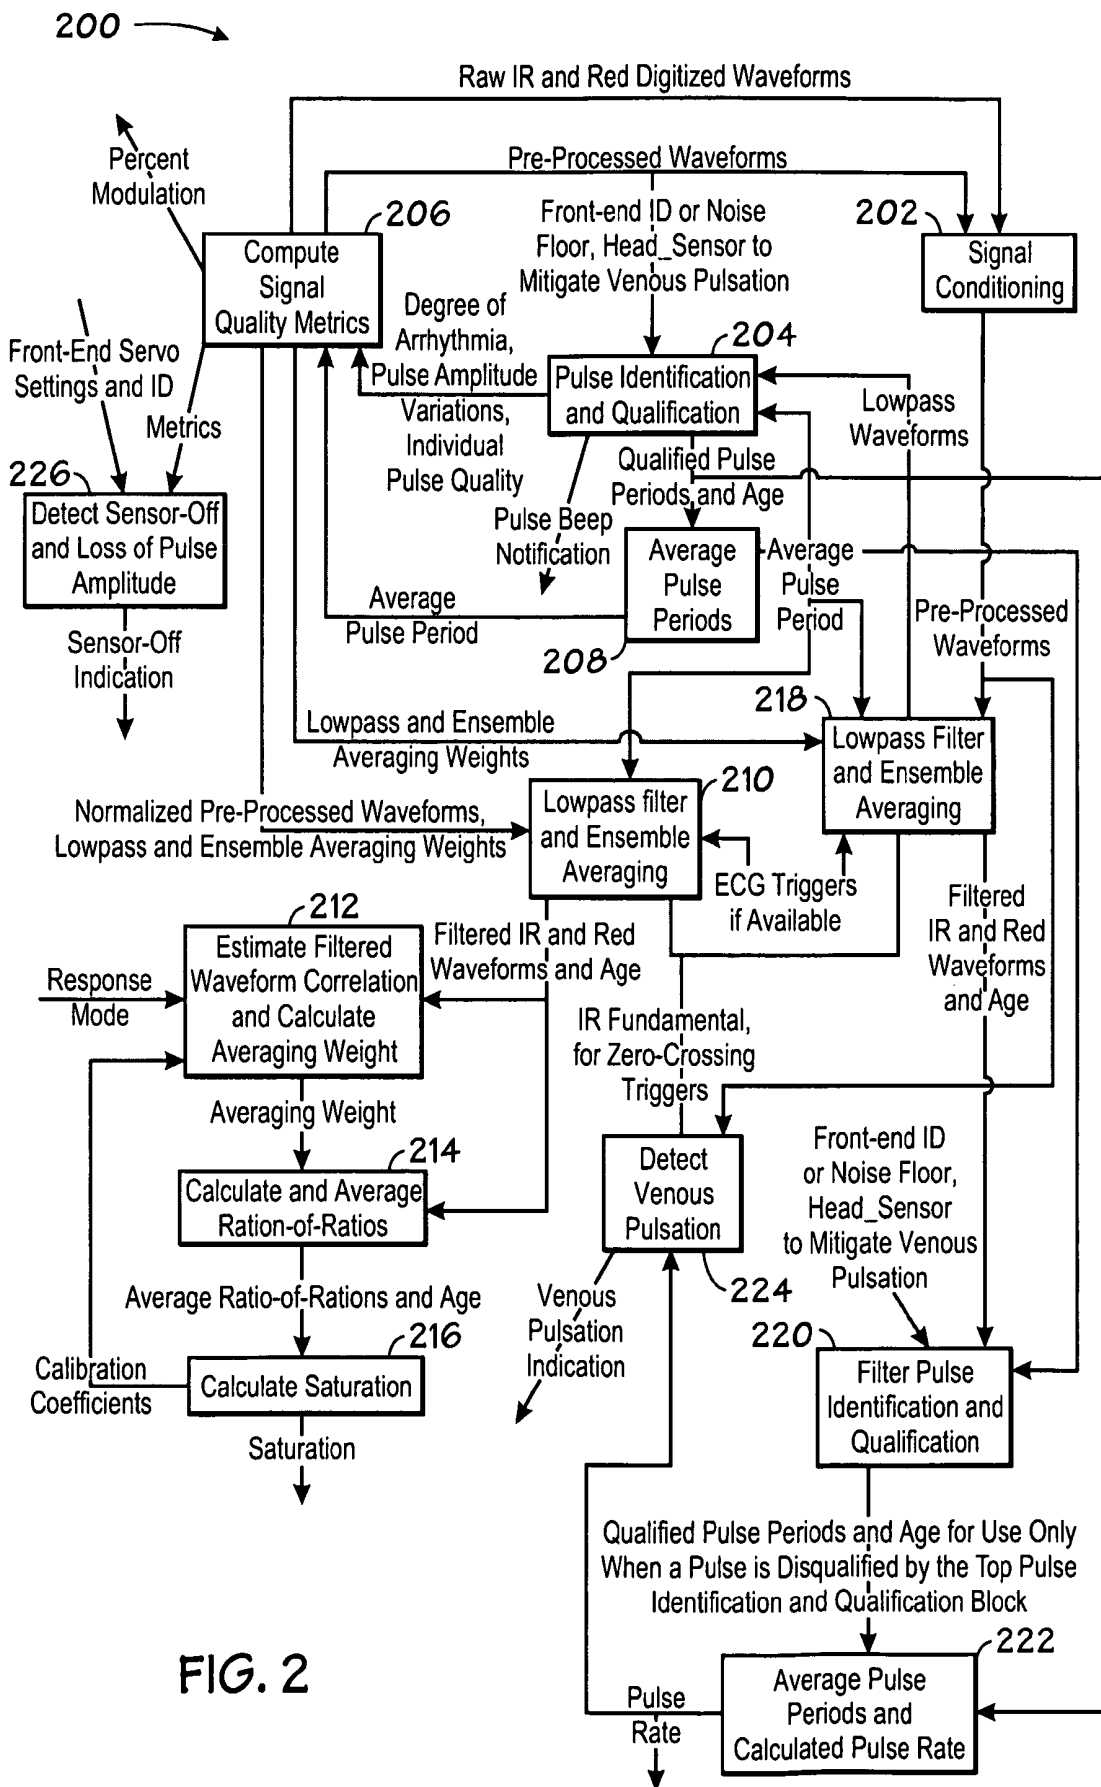 200
Raw IR and Red Digitized Waveforms
Percent
Modulation
Pre-Processed Waveforms
206
Compute
Signal
Quality Metrics
Front-end ID or Noise
Floor, Head_Sensor to
Mitigate Venous Pulsation
202
Signal
Conditioning
Degree of
Arrhythmia,
Pulse Amplitude
Variations,
Individual
Pulse Quality
204
Pulse Identification
and Qualification
Lowpass
Waveforms
Front-End Servo
Settings and ID
Metrics
226
Detect Sensor-Off
and Loss of Pulse
Amplitude
Sensor-Off
Indication
Qualified Pulse
Periods and Age
Pulse Beep
Notification
Average
Pulse
Periods
208
Average
Pulse
Period
Average
Pulse Period
Pre-Processed
Waveforms
218
Lowpass Filter
and Ensemble
Averaging
Lowpass and Ensemble
Averaging Weights
210
Lowpass filter
and Ensemble
Averaging
Normalized Pre-Processed Waveforms,
Lowpass and Ensemble Averaging Weights
ECG Triggers
if Available
212
Estimate Filtered
Waveform Correlation
and Calculate
Averaging Weight
Filtered IR and Red
Waveforms and Age
Filtered
IR and Red
Waveforms
and Age
Response
Mode
IR Fundamental,
for Zero-Crossing
Triggers
Averaging Weight
214
Calculate and Average
Ration-of-Ratios
Detect
Venous
Pulsation
224
Front-end ID
or Noise Floor,
Head_Sensor
to Mitigate Venous
Pulsation
Average Ratio-of-Rations and Age
216
Calculate Saturation
Calibration
Coefficients
Saturation
Venous
Pulsation
Indication
220
Filter Pulse
Identification and
Qualification
Qualified Pulse Periods and Age for Use Only
When a Pulse is Disqualified by the Top Pulse
Identification and Qualification Block
222
Average Pulse
Periods and
Calculated Pulse Rate
Pulse
Rate
FIG. 2